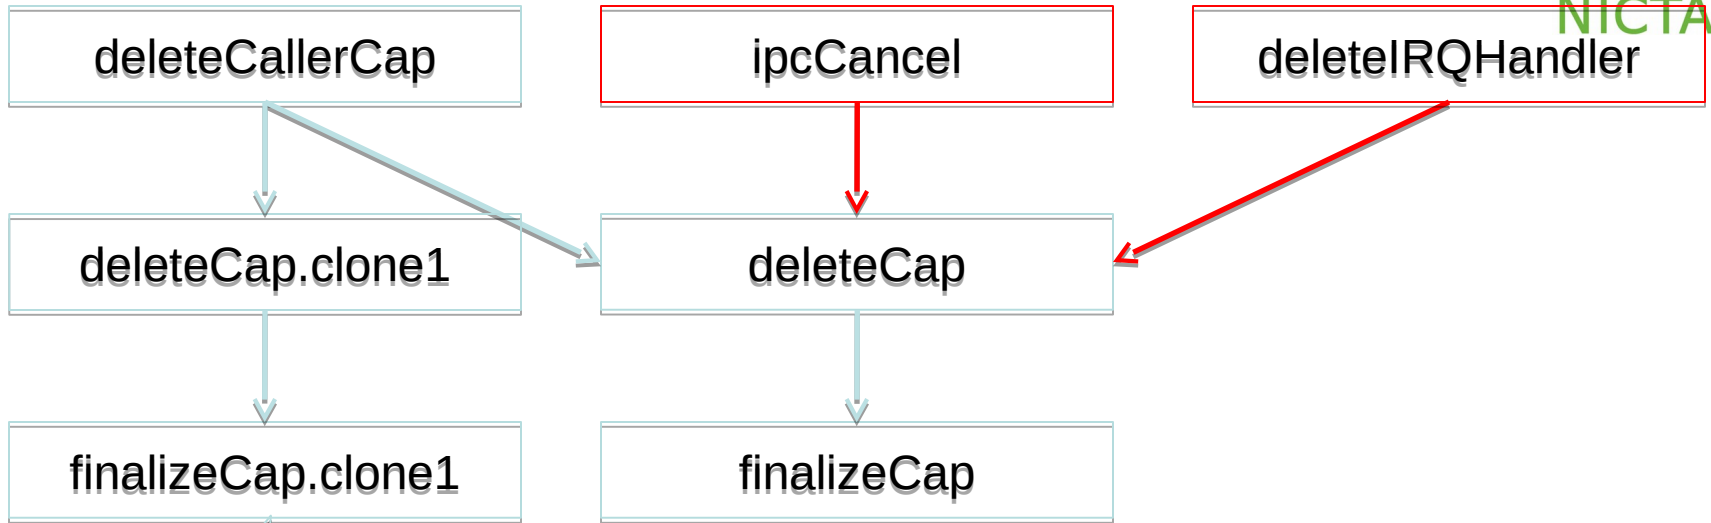 NICTA
deleteCallerCap
ipcCancel
deleteIRQHandler
deleteCap.clone1
deleteCap
finalizeCap.clone1
finalizeCap